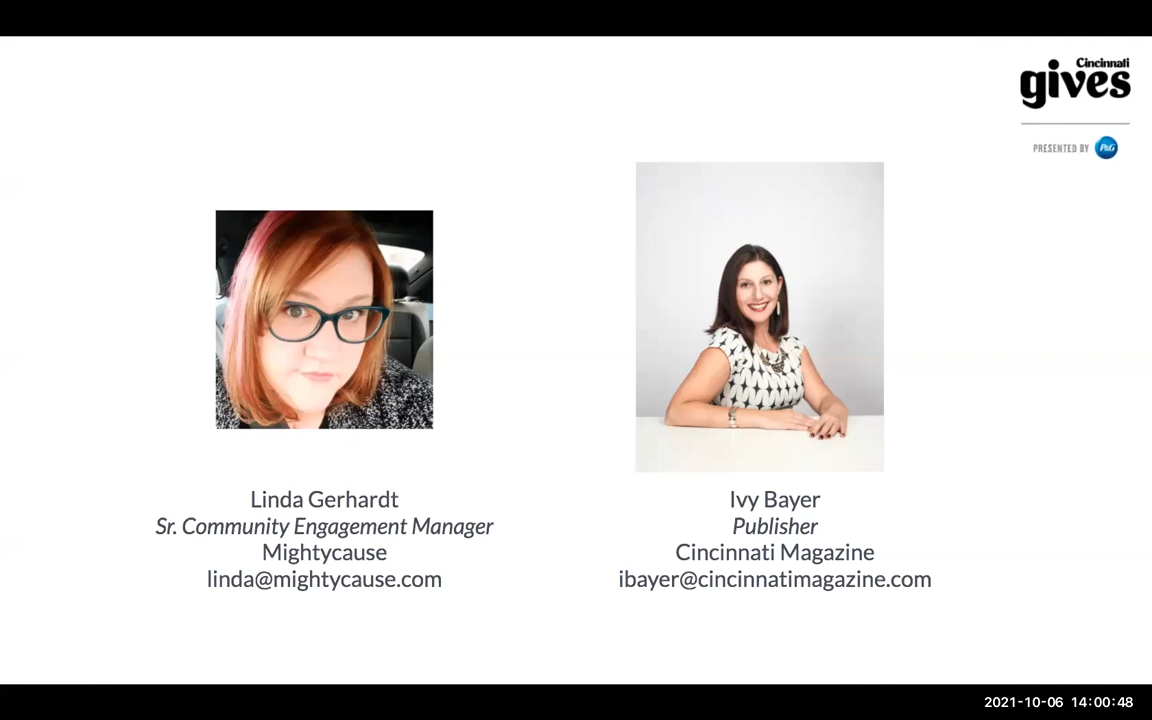 Cincinnati
gives
PRESENTED BY P&G
Linda Gerhardt
Sr. Community Engagement Manager
Mightycause
linda@mightycause.com
Ivy Bayer
Publisher
Cincinnati Magazine
ibayer@cincinnatimagazine.com
2021-10-06 14:00:48